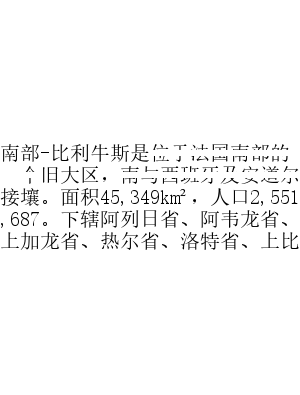 南部-比利牛斯是位于法国南部的
一个旧大区，南与西班牙及安道尔
接壤。面积45,349km²，人口2,551
,687。下辖阿列日省、阿韦龙省、
上加龙省、热尔省、洛特省、上比